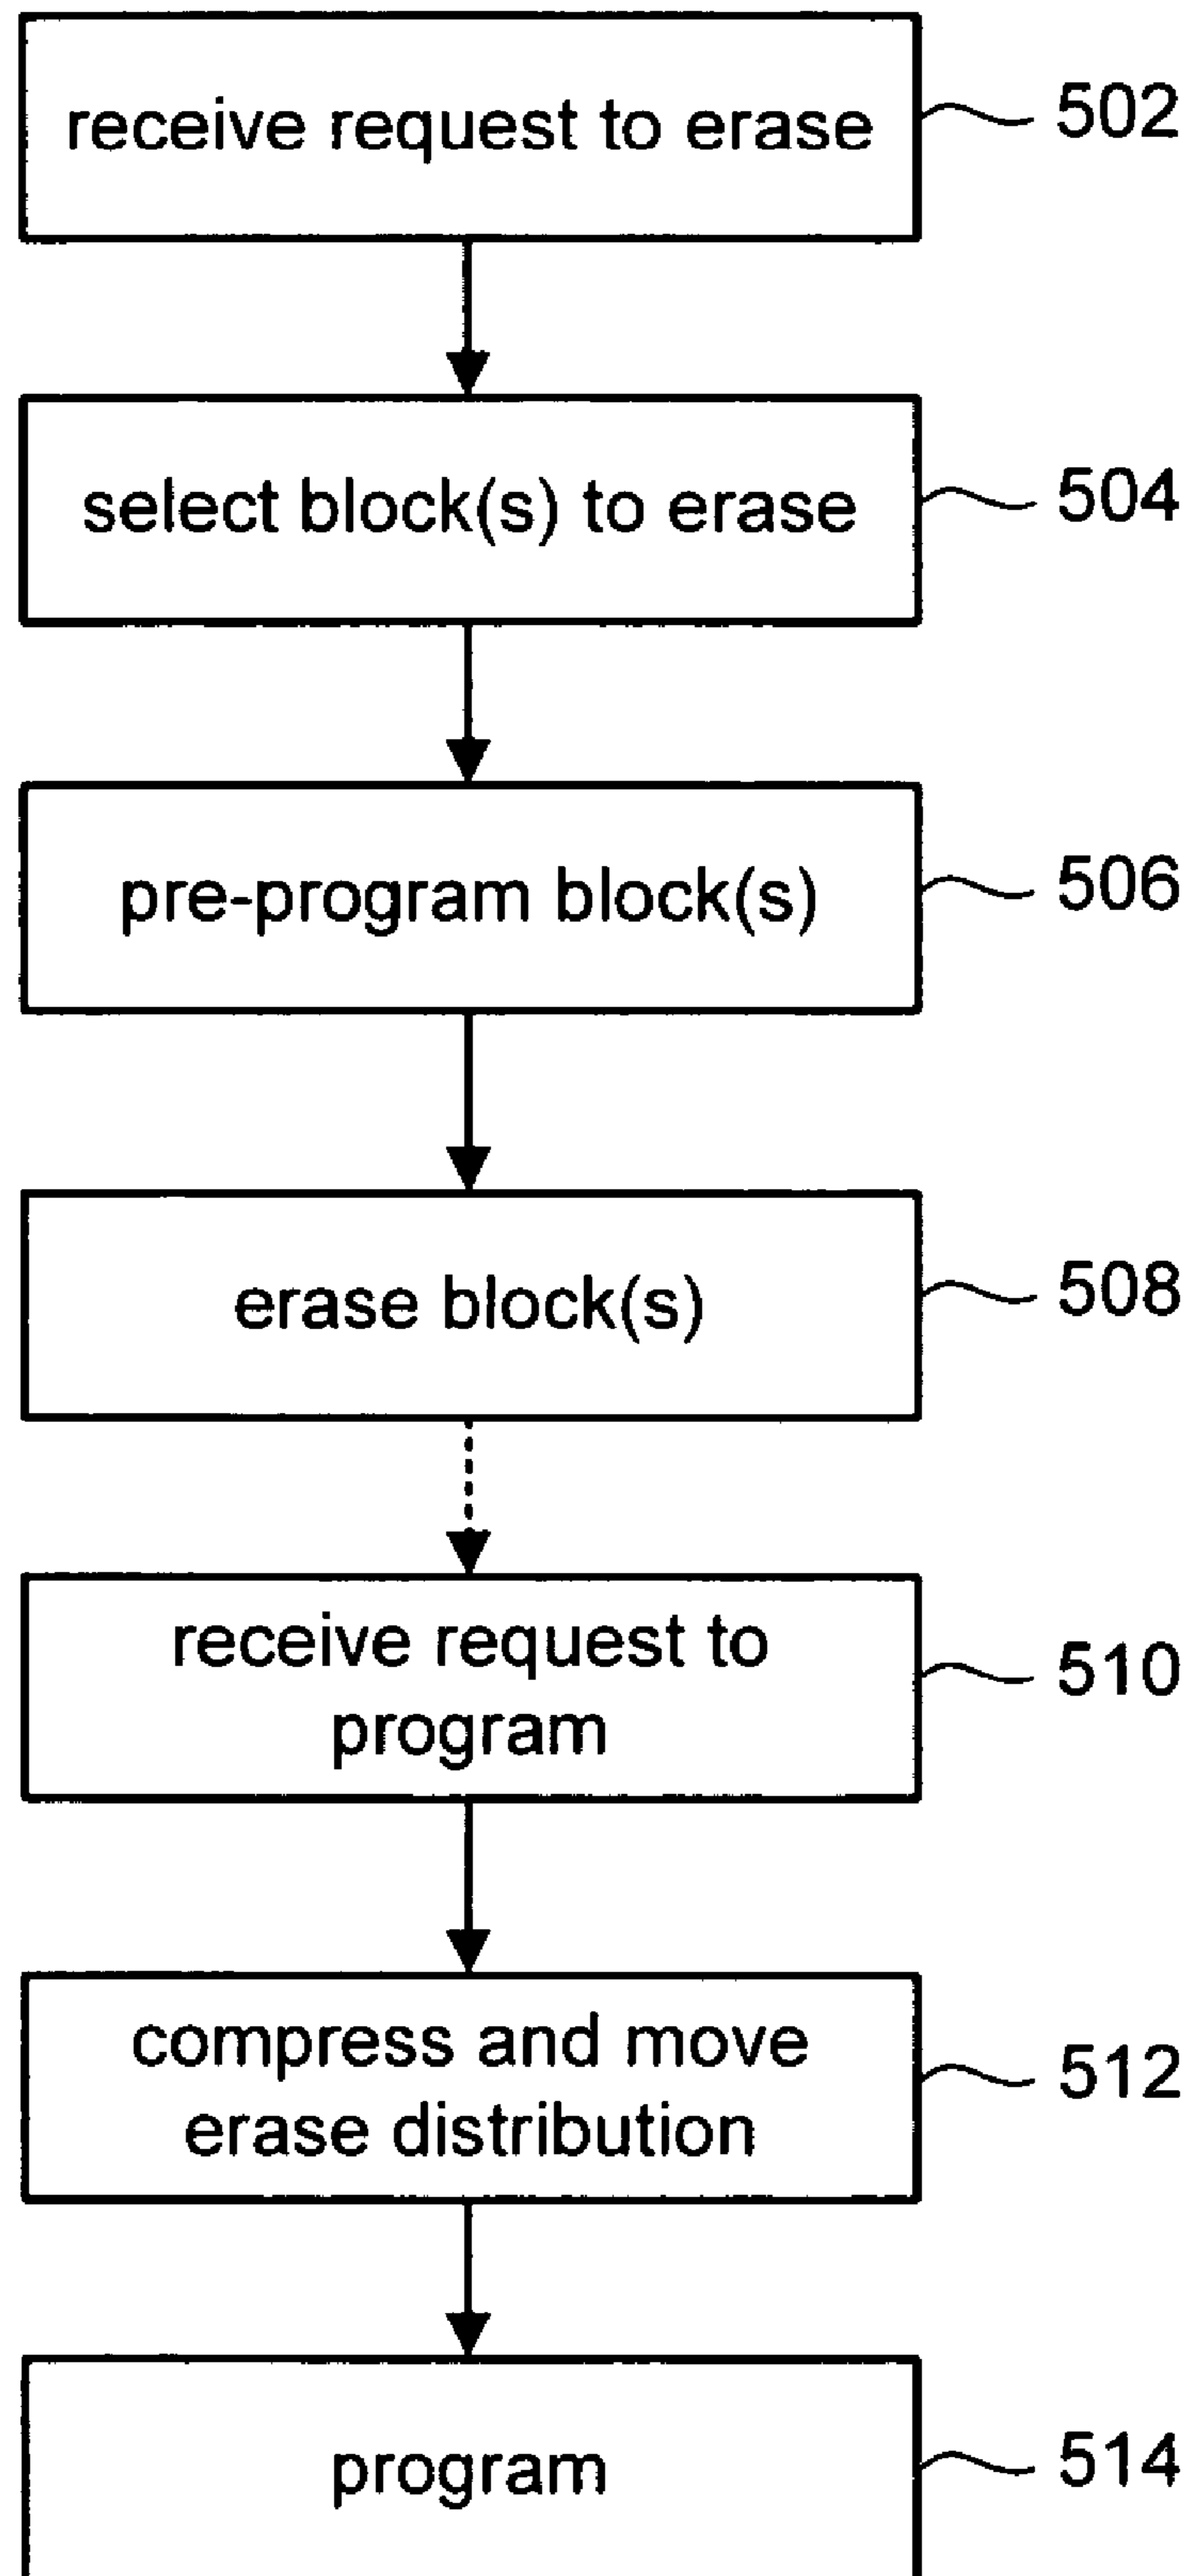 receive request to erase
502
select block(s) to erase
504
pre-program block(s)
506
erase block(s)
508
receive request to
program
510
compress and move
erase distribution
512
program
514